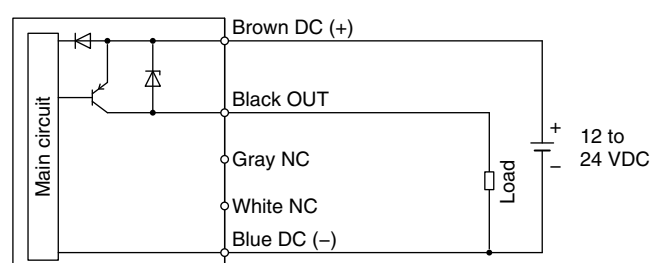 Brown DC (+)
Main circuit
Black OUT
Gray NC
White NC
Blue DC (−)
Load
+
−
12 to
24 VDC